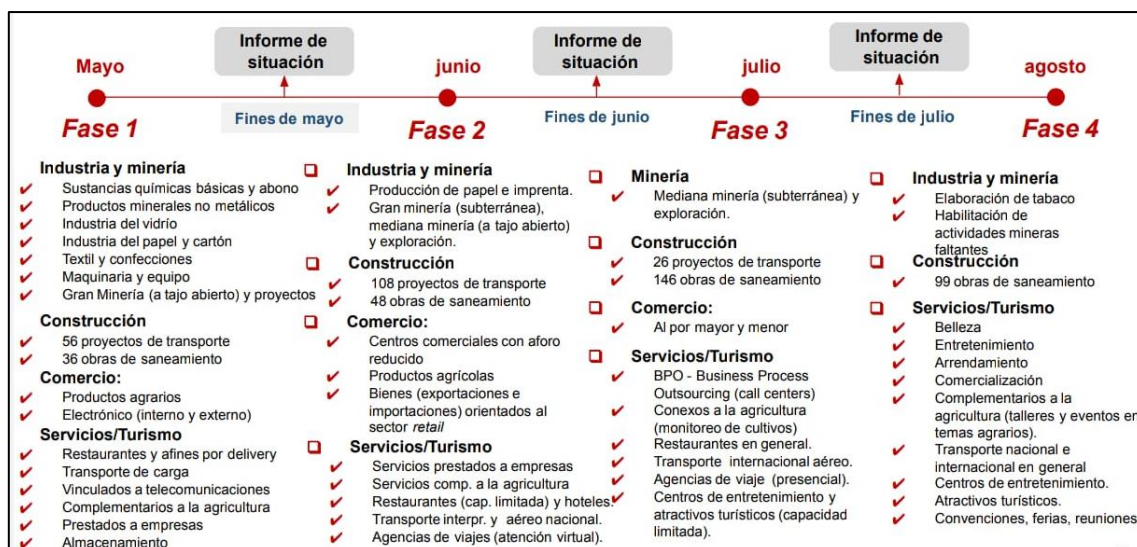 Informe de
situación
Informe de
situación
Informe de
situación
Mayo
junio
julio
agosto
Fase 1
Fines de mayo
Fase 2
Fines de junio
Fase 3
Fines de julio
Fase 4
Industria y minería
Sustancias químicas básicas y abono
Productos minerales no metálicos
Industria del vidrío
Industria del papel y cartón
Textil y confecciones
Maquinaria y equipo
Gran Minería (a tajo abierto) y proyectos
Construcción
56 proyectos de transporte
36 obras de saneamiento
Comercio:
Productos agrarios
Electrónico (interno y externo)
Servicios/Turismo
Restaurantes y afines por delivery
Transporte de carga
Vinculados a telecomunicaciones
Complementarios a la agricultura
Prestados a empresas
Almacenamiento
Industria y minería
Producción de papel e imprenta.
Gran minería (subterránea),
mediana minería (a tajo abierto)
y exploración.
Construcción
108 proyectos de transporte
48 obras de saneamiento
Comercio:
Centros comerciales con aforo
reducido
Productos agrícolas
Bienes (exportaciones e
importaciones) orientados al
sector retail
Servicios/Turismo
Servicios prestados a empresas
Servicios comp. a la agricultura
Restaurantes (cap. limitada) y hoteles.
Transporte interpr. y aéreo nacional.
Agencias de viajes (atención virtual).
Minería
Mediana minería (subterránea) y
exploración.
Construcción
26 proyectos de transporte
146 obras de saneamiento
Comercio:
Al por mayor y menor
Servicios/Turismo
BPO - Business Process
Outsourcing (call centers)
Conexos a la agricultura
(monitoreo de cultivos)
Restaurantes en general.
Transporte internacional aéreo.
Agencias de viaje (presencial).
Centros de entretenimiento y
atractivos turísticos (capacidad
limitada).
Industria y minería
Elaboración de tabaco
Habilitación de
actividades mineras
faltantes
Construcción
99 obras de saneamiento
Servicios/Turismo
Belleza
Entretenimiento
Arrendamiento
Comercialización
Complementarios a la
agricultura (talleres y eventos en
temas agrarios).
Transporte nacional e
internacional en general
Centros de entretenimiento.
Atractivos turísticos.
Convenciones, ferias, reuniones